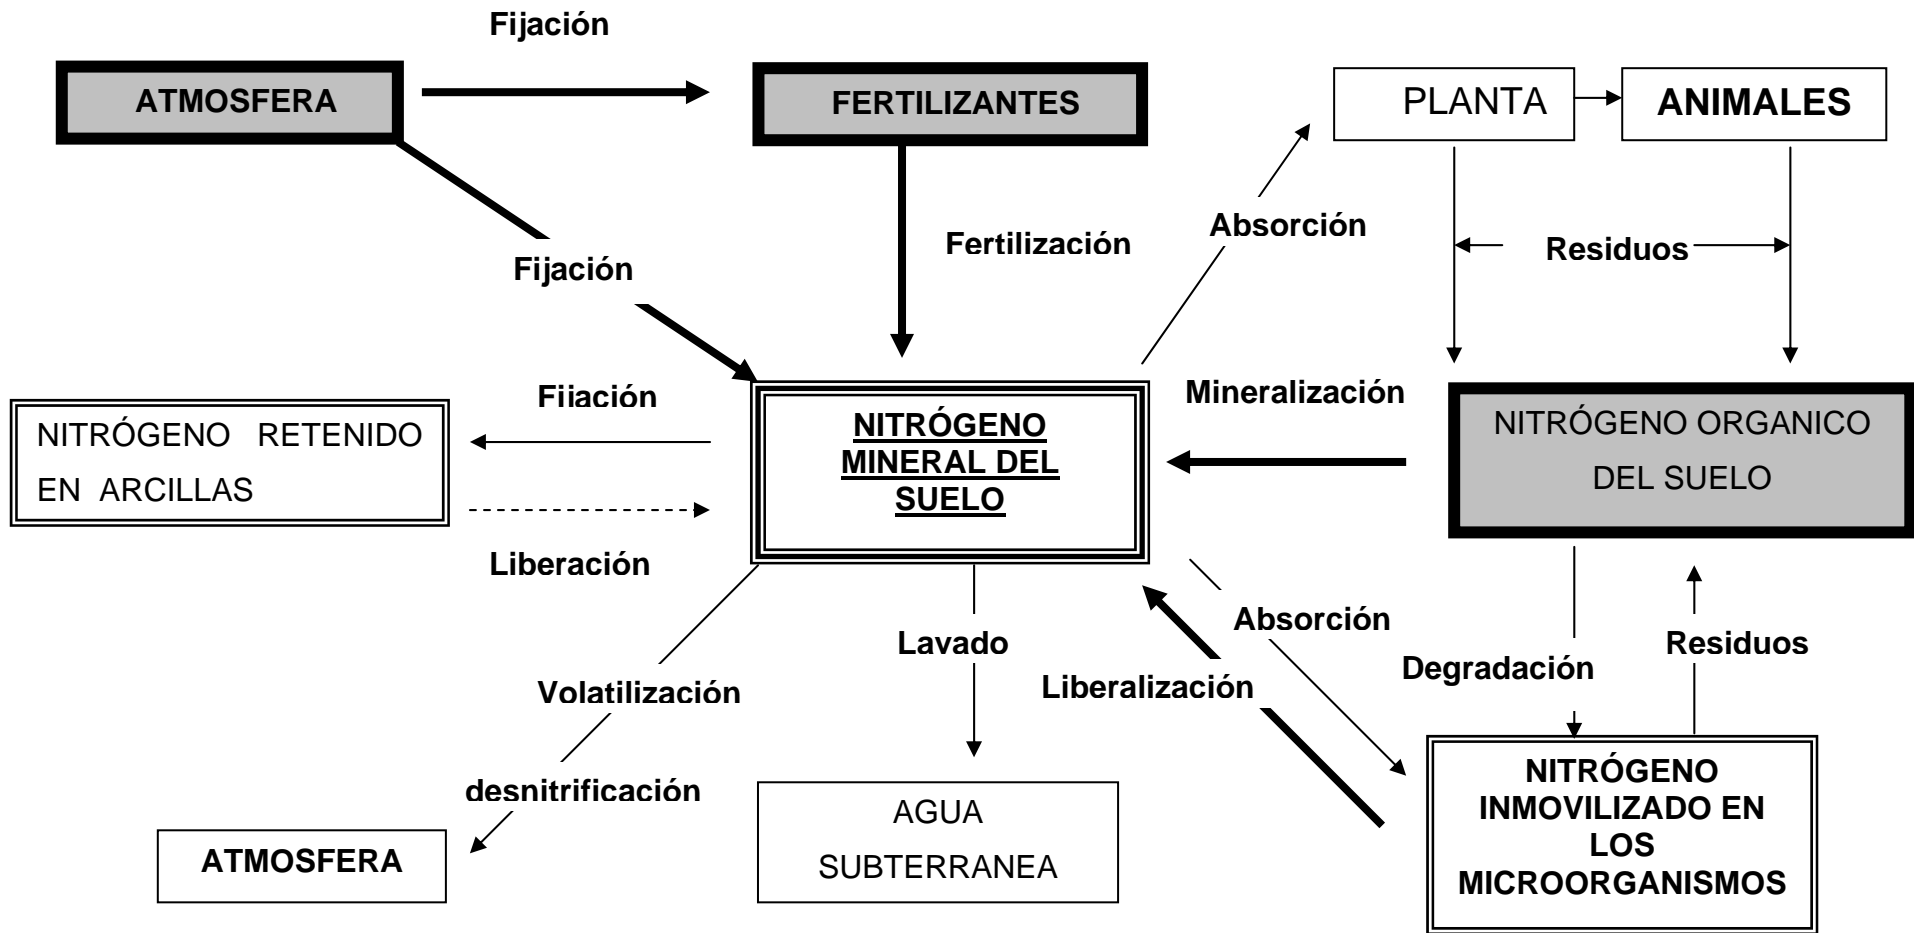 Fijación
ATMOSFERA
FERTILIZANTES
PLANTA
ANIMALES
Absorción
Fertilización
Residuos
Fijación
Fijación
Mineralización
NITRÓGENO RETENIDO
EN ARCILLAS
NITRÓGENO
MINERAL DEL
SUELO
NITRÓGENO ORGANICO
DEL SUELO
Liberación
Absorción
Lavado
Residuos
Degradación
Volatilización
Liberalización
desnitrificación
ATMOSFERA
AGUA
SUBTERRANEA
NITRÓGENO
INMOVILIZADO EN
LOS
MICROORGANISMOS